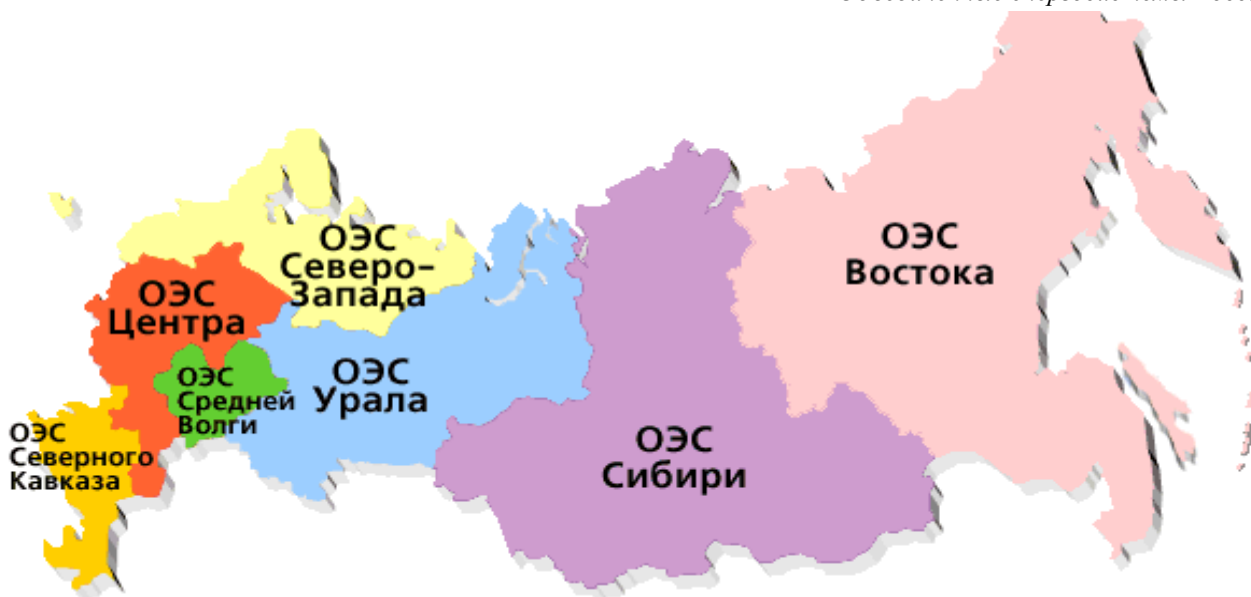 ОЭС
Северо-
Запада
ОЭС
Востока
ОЭС
Центра
ОЭС
Средней
Волги
ОЭС
Урала
ОЭС
Северного
Кавказа
ОЭС
Сибири